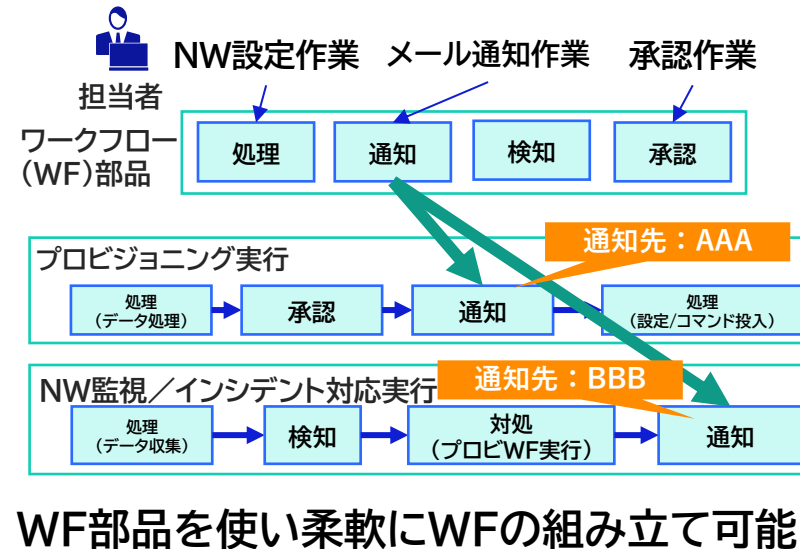 NW設定作業 メール通知作業 承認作業
担当者
ワークフロー
(WF)部品
処理 通知 検知 承認
通知先：AAA
プロビジョニング実行
処理
(データ処理)
承認
通知
処理
(設定/コマンド投入)
通知先：BBB
NW監視／インシデント対応実行
処理
(データ収集)
検知
対処
(プロビWF実行)
通知
WF部品を使い柔軟にWFの組み立て可能